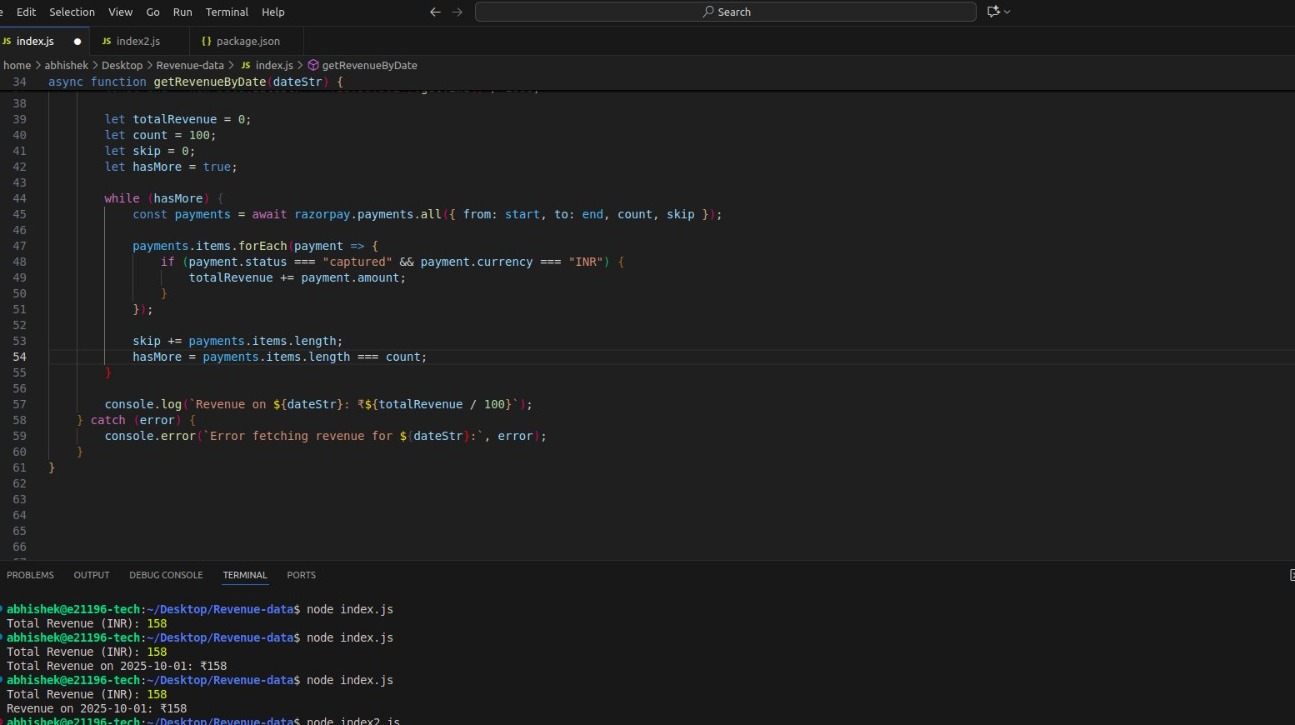 Edit Selection View Go Run Terminal Help
Search
JS index.js JS index2.js {} package.json
home > abhishek > Desktop > Revenue-data > JS index.js > getRevenueByDate
34 async function getRevenueByDate(dateStr) {
38
39 let totalRevenue = 0;
40 let count = 100;
41 let skip = 0;
42 let hasMore = true;
43
44 while (hasMore) {
45 const payments = await razorpay.payments.all({ from: start, to: end, count, skip });
46
47 payments.items.forEach(payment => {
48 if (payment.status === "captured" && payment.currency === "INR") {
49 totalRevenue += payment.amount;
50 }
51 });
52
53 skip += payments.items.length;
54 hasMore = payments.items.length === count;
55 }
56
57 console.log(`Revenue on ${dateStr}: ₹${totalRevenue / 100}`);
58 } catch (error) {
59 console.error(`Error fetching revenue for ${dateStr}:`, error);
60 }
61 }
62
63
64
65
66
PROBLEMS OUTPUT DEBUG CONSOLE TERMINAL PORTS
abhishek@e21196-tech:~/Desktop/Revenue-data$ node index.js
Total Revenue (INR): 158
abhishek@e21196-tech:~/Desktop/Revenue-data$ node index.js
Total Revenue (INR): 158
Total Revenue on 2025-10-01: ₹158
abhishek@e21196-tech:~/Desktop/Revenue-data$ node index.js
Total Revenue (INR): 158
Revenue on 2025-10-01: ₹158
abhishek@e21196-tech:~/Desktop/Revenue-data$ node index2.js